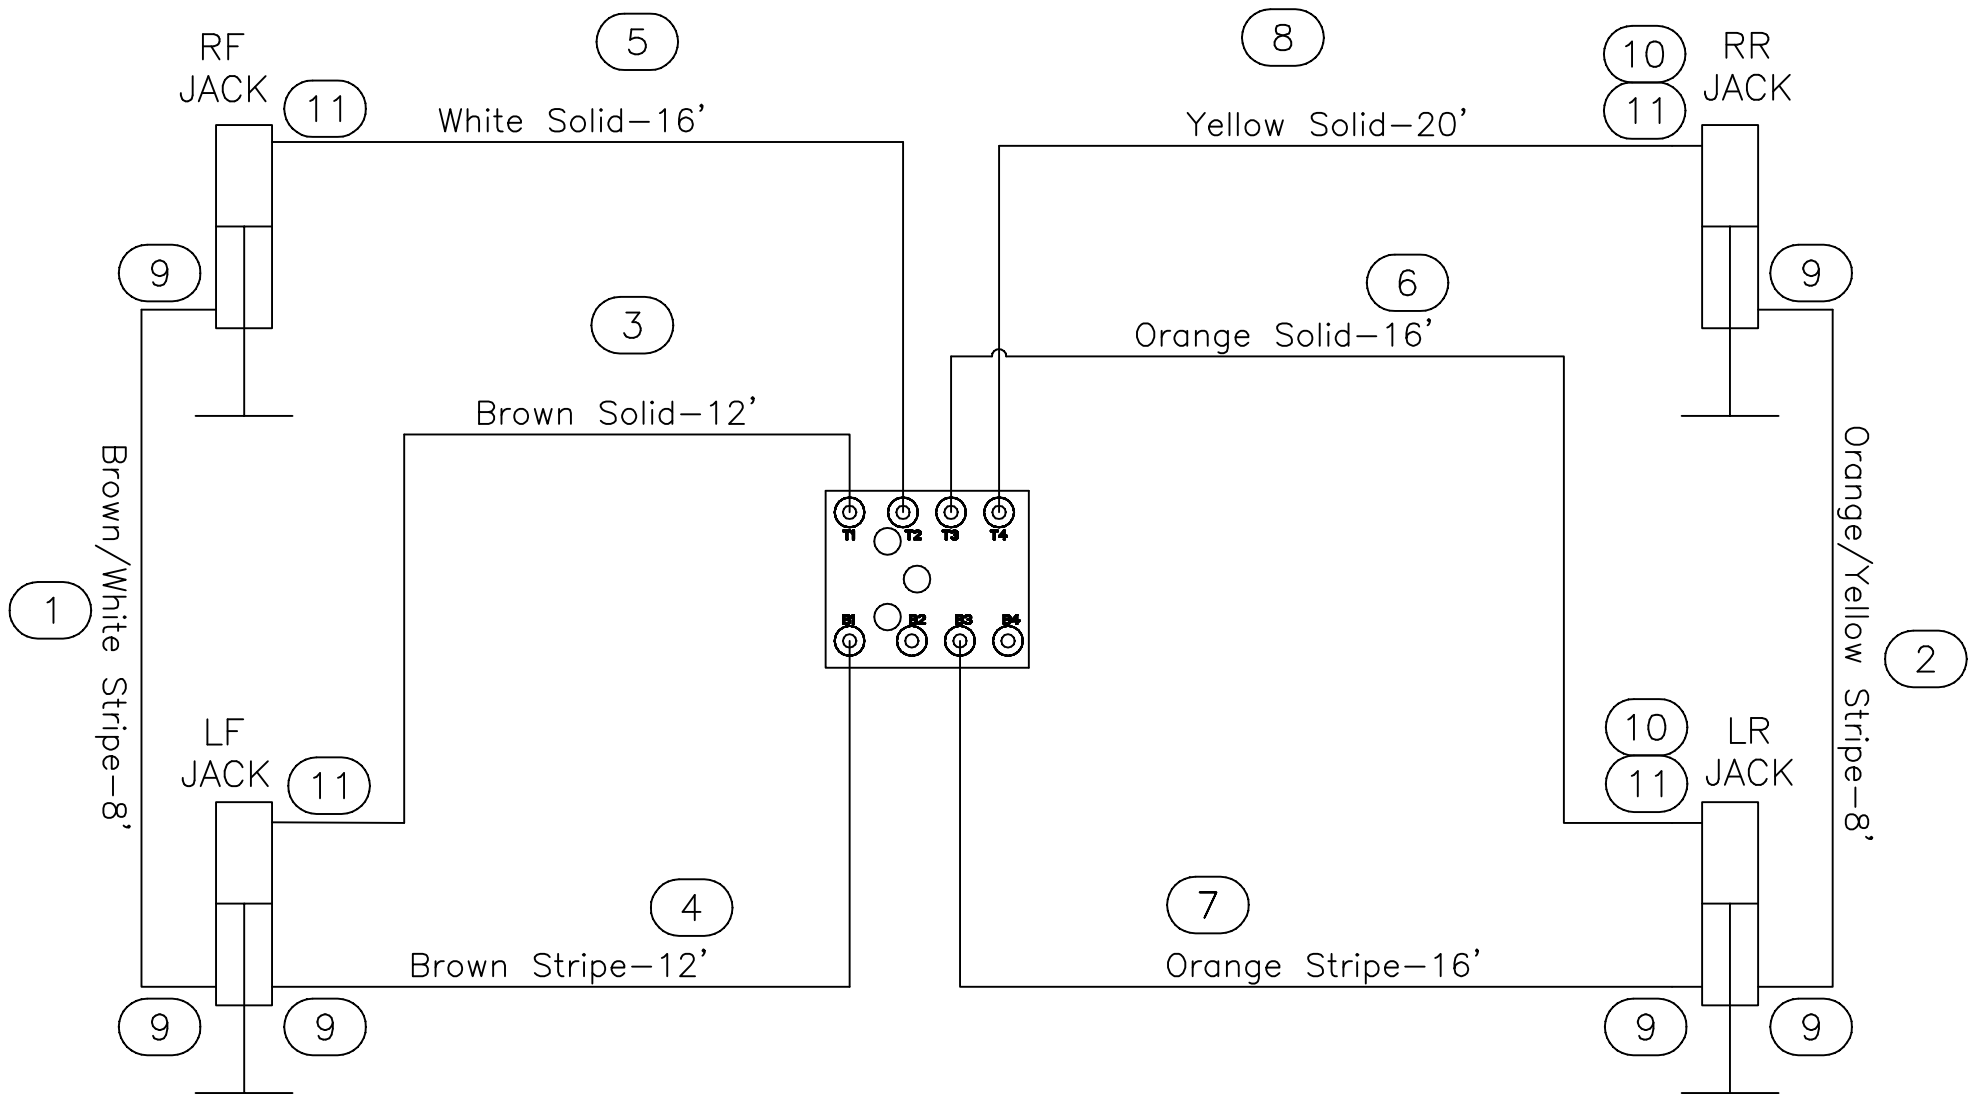 5
8
RF
JACK
11
White Solid-16'
10
11
RR
JACK
Yellow Solid-20'
9
3
Brown Solid-12'
6
Orange Solid-16'
9
Brown/White Stripe-8'
1
T1
T2
T3
T4
B1
B2
B3
B4
Orange/Yellow Stripe-8'
2
LF
JACK
11
10
11
LR
JACK
4
Brown Stripe-12'
7
Orange Stripe-16'
9
9
9
9